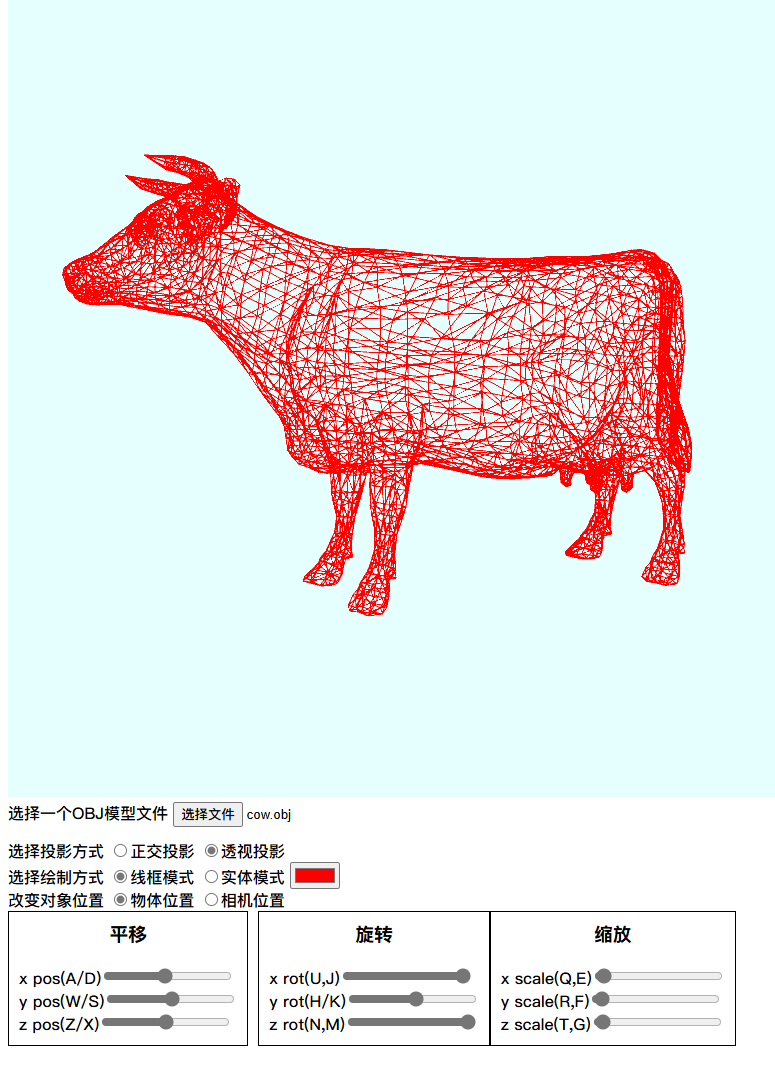 选择一个OBJ模型文件 选择文件 cow.obj
选择投影方式 正交投影 透视投影
选择绘制方式 线框模式 实体模式
改变对象位置 物体位置 相机位置
平移
x pos(A/D)
y pos(W/S)
z pos(Z/X)
旋转
x rot(U,J)
y rot(H/K)
z rot(N,M)
缩放
x scale(Q,E)
y scale(R,F)
z scale(T,G)